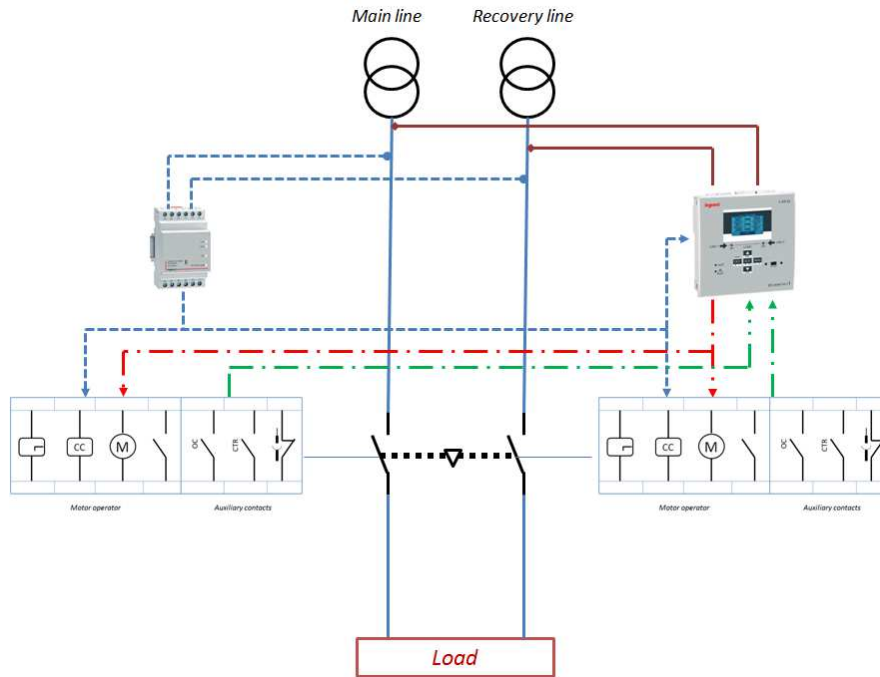 Main line
Recovery line
legrand
OC
CTR
CC
M
Motor operator
Auxiliary contacts
OC
CTR
CC
M
Motor operator
Auxiliary contacts
Load